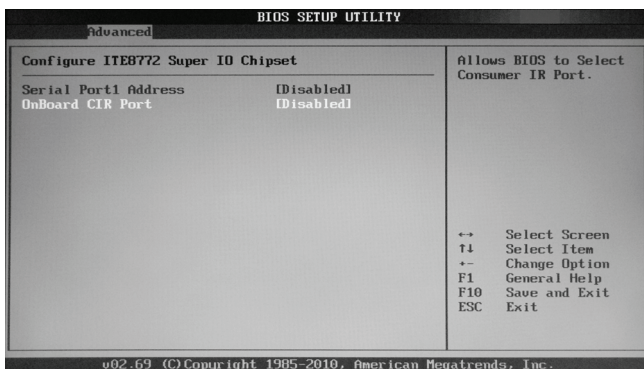 BIOS SETUP UTILITY
Advanced
Configure ITE8772 Super IO Chipset
Serial Port1 Address [Disabled]
OnBoard CIR Port [Disabled]
Allows BIOS to Select
Consumer IR Port.
↔ Select Screen
↑↓ Select Item
+- Change Option
F1 General Help
F10 Save and Exit
ESC Exit
v02.69 (C)Copyright 1985-2010, American Megatrends, Inc.